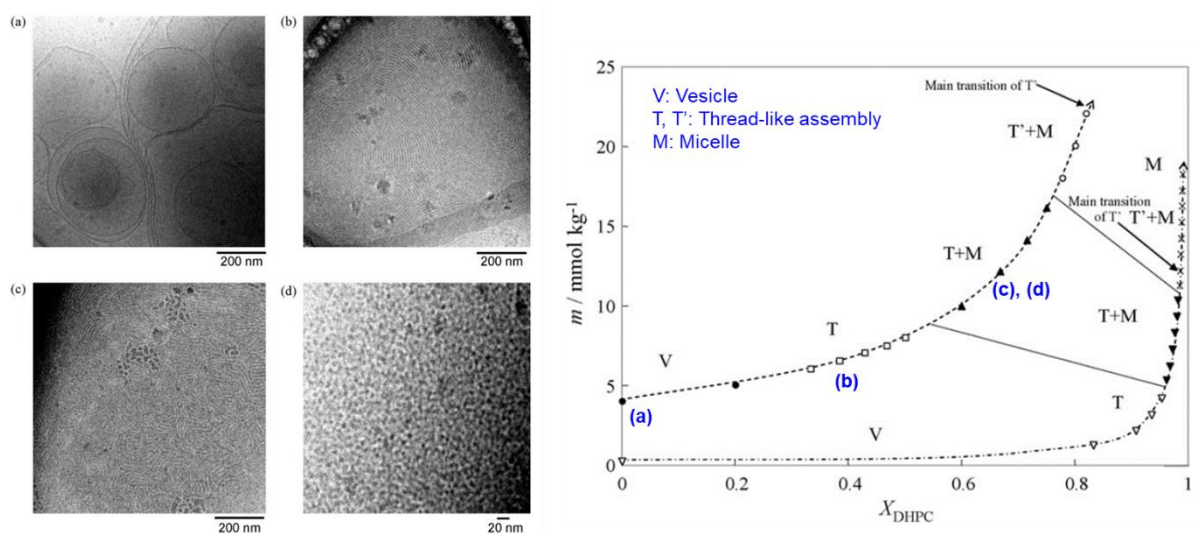 (a)
(b)
200 nm
200 nm
(c)
(d)
200 nm
20 nm
V: Vesicle
T, T’: Thread-like assembly
M: Micelle
Main transition of T’
T’+M
M
Main transition
of T’
T’+M
T+M
(c), (d)
T+M
T
V
(b)
T
(a)
V
25
20
15
10
5
0
m / mmol kg⁻¹
0
0.2
0.4
0.6
0.8
1
X_DHPC